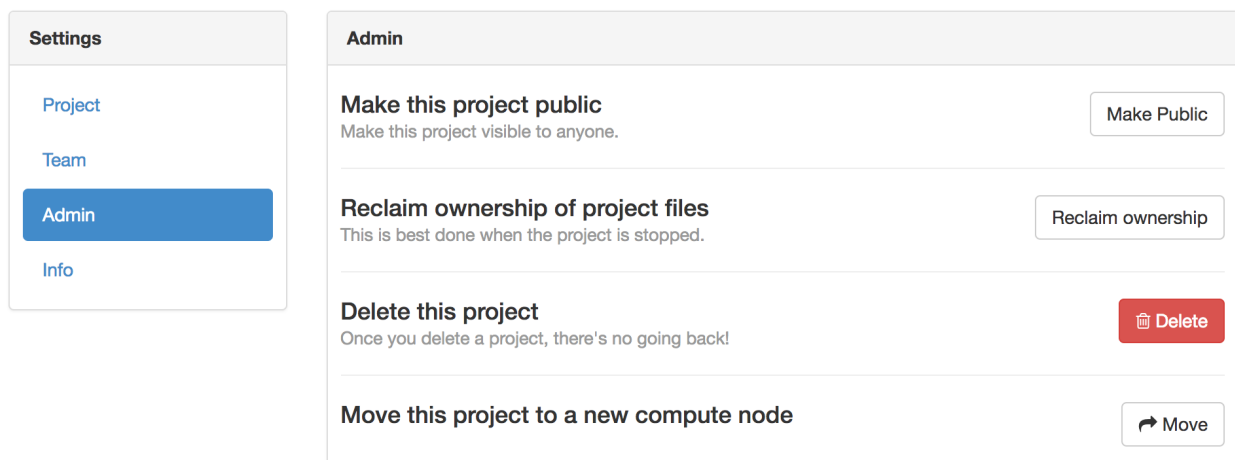 Settings
Project
Team
Admin
Info
Admin
Make this project public
Make this project visible to anyone.
Make Public
Reclaim ownership of project files
This is best done when the project is stopped.
Reclaim ownership
Delete this project
Once you delete a project, there's no going back!
Delete
Move this project to a new compute node
Move